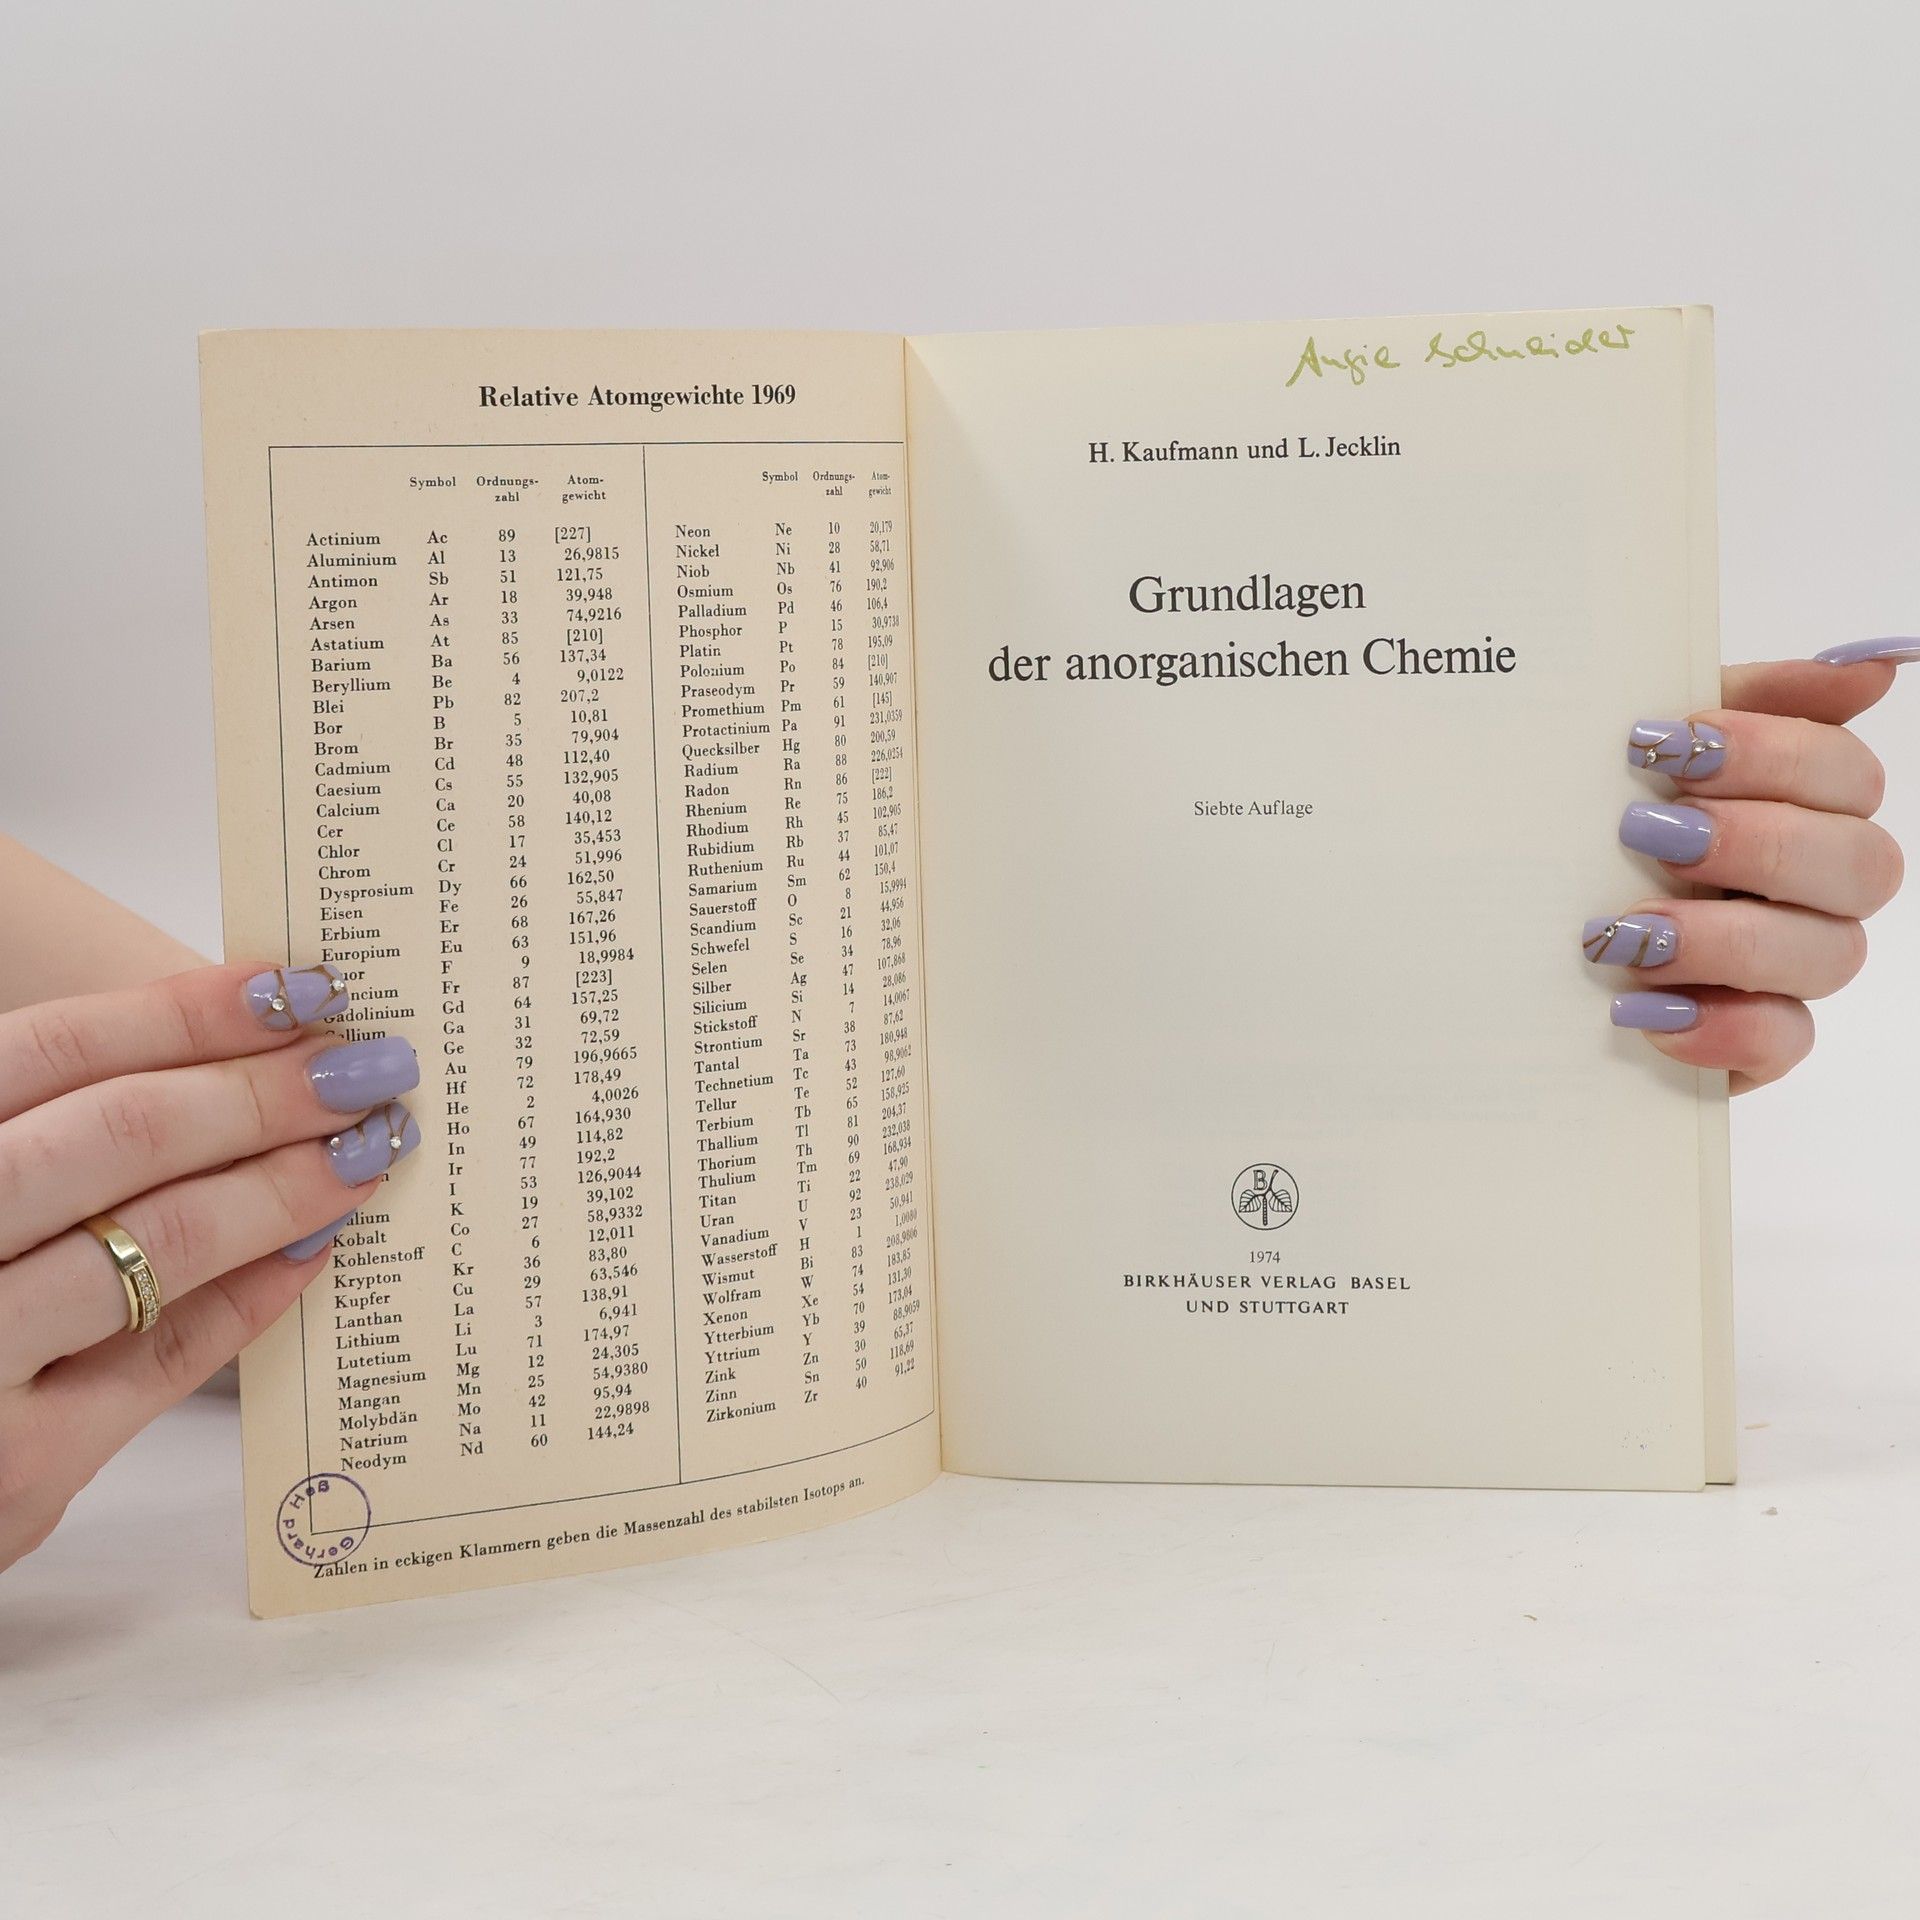 Relative Atomgewichte 1969
Symbol Ordnungs- Atom-
zahl gewicht
Actinium Ac 89 [227]
Aluminium Al 13 26,9815
Antimon Sb 51 121,75
Argon Ar 18 39,948
Arsen As 33 74,9216
Astatium At 85 [210]
Barium Ba 56 137,34
Beryllium Be 4 9,0122
Blei Pb 82 207,2
Bor B 5 10,81
Brom Br 35 79,904
Cadmium Cd 48 112,40
Caesium Cs 55 132,905
Calcium Ca 20 40,08
Cer Ce 58 140,12
Chlor Cl 17 35,453
Chrom Cr 24 51,996
Dysprosium Dy 66 162,50
Eisen Fe 26 55,847
Erbium Er 68 167,26
Europium Eu 63 151,96
F 9 18,9984
Fr 87 [223]
Gadolinium Gd 64 157,25
Ga 31 69,72
Ge 32 72,59
Au 79 196,9665
Hf 72 178,49
He 2 4,0026
Ho 67 164,930
In 49 114,82
Ir 77 192,2
I 53 126,9044
K 19 39,102
Kobalt Co 27 58,9332
Kohlenstoff C 6 12,011
Krypton Kr 36 83,80
Kupfer Cu 29 63,546
Lanthan La 57 138,91
Lithium Li 3 6,941
Lutetium Lu 71 174,97
Magnesium Mg 12 24,305
Mangan Mn 25 54,9380
Molybdän Mo 42 95,94
Natrium Na 11 22,9898
Neodym Nd 60 144,24
Symbol Ordnungs- Atom-
zahl gewicht
Neon Ne 10 20,179
Nickel Ni 28 58,71
Niob Nb 41 92,906
Osmium Os 76 190,2
Palladium Pd 46 106,4
Phosphor P 15 30,9738
Platin Pt 78 195,09
Polonium Po 84 [210]
Praseodym Pr 59 140,907
Promethium Pm 61 [145]
Protactinium Pa 91 231,0359
Quecksilber Hg 80 200,59
Radium Ra 88 226,0254
Radon Rn 86 [222]
Rhenium Re 75 186,2
Rhodium Rh 45 102,905
Rubidium Rb 37 85,47
Ruthenium Ru 44 101,07
Samarium Sm 62 150,4
Sauerstoff O 8 15,9994
Scandium Sc 21 44,956
Schwefel S 16 32,06
Selen Se 34 78,96
Silber Ag 47 107,868
Silicium Si 14 28,086
Stickstoff N 7 14,0067
Strontium Sr 38 87,62
Tantal Ta 73 180,948
Technetium Tc 43 98,9062
Tellur Te 52 127,60
Terbium Tb 65 158,925
Thallium Tl 81 204,37
Thorium Th 90 232,038
Thulium Tm 69 168,934
Titan Ti 22 47,90
Uran U 92 238,029
Vanadium V 23 50,941
Wasserstoff H 1 1,0080
Wismut Bi 83 208,9806
Wolfram W 74 183,85
Xenon Xe 54 131,30
Ytterbium Yb 70 173,04
Yttrium Y 39 88,9059
Zink Zn 30 65,37
Zinn Sn 50 118,69
Zirkonium Zr 40 91,22
Gerhard Heß
Zahlen in eckigen Klammern geben die Massenzahl des stabilsten Isotops an.
Angie Schneider
H. Kaufmann und L. Jecklin
Grundlagen
der anorganischen Chemie
Siebte Auflage
B
1974
BIRKHÄUSER VERLAG BASEL
UND STUTTGART